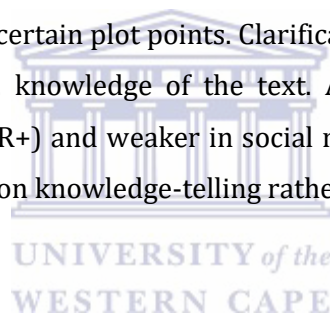 certain plot points. Clarifica
knowledge of the text. A
R+) and weaker in social r
on knowledge-telling rathe
UNIVERSITY of the
WESTERN CAPE